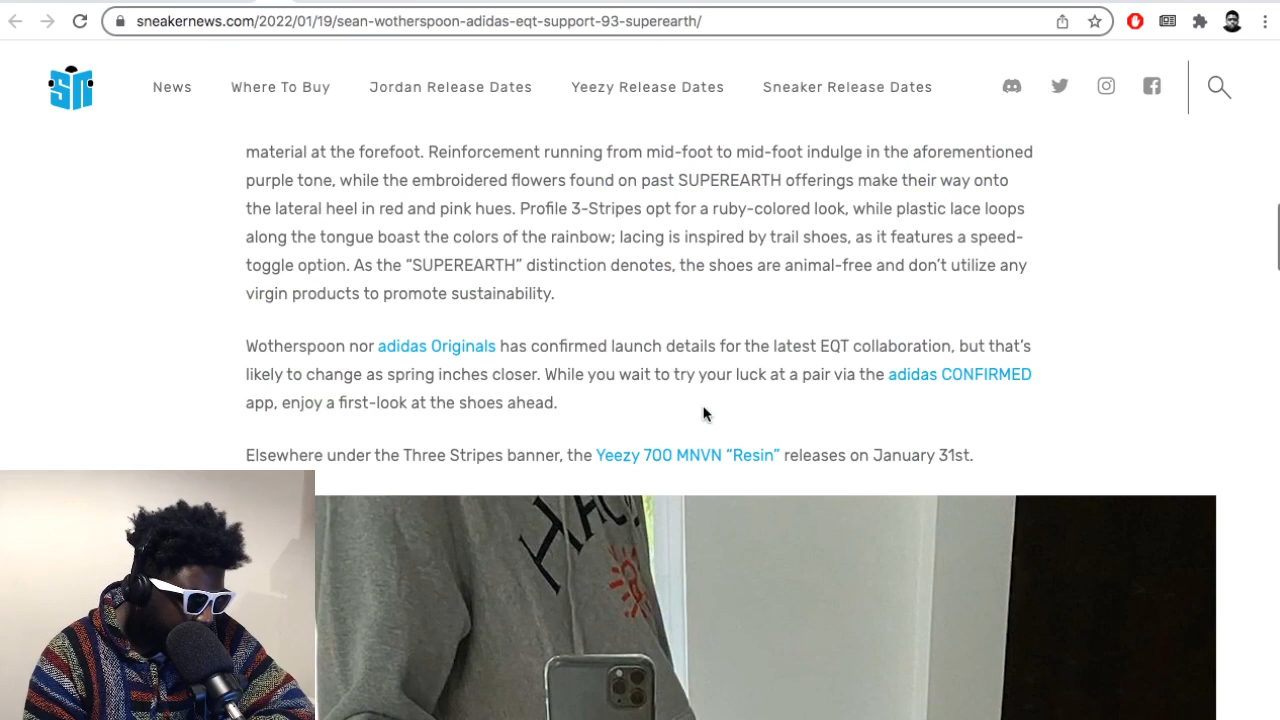 sneakernews.com/2022/01/19/sean-wotherspoon-adidas-eqt-support-93-superearth/
SN
News Where To Buy Jordan Release Dates Yeezy Release Dates Sneaker Release Dates
material at the forefoot. Reinforcement running from mid-foot to mid-foot indulge in the aforementioned
purple tone, while the embroidered flowers found on past SUPEREARTH offerings make their way onto
the lateral heel in red and pink hues. Profile 3-Stripes opt for a ruby-colored look, while plastic lace loops
along the tongue boast the colors of the rainbow; lacing is inspired by trail shoes, as it features a speed-
toggle option. As the “SUPEREARTH” distinction denotes, the shoes are animal-free and don’t utilize any
virgin products to promote sustainability.
Wotherspoon nor adidas Originals has confirmed launch details for the latest EQT collaboration, but that’s
likely to change as spring inches closer. While you wait to try your luck at a pair via the adidas CONFIRMED
app, enjoy a first-look at the shoes ahead.
Elsewhere under the Three Stripes banner, the Yeezy 700 MNVN “Resin” releases on January 31st.